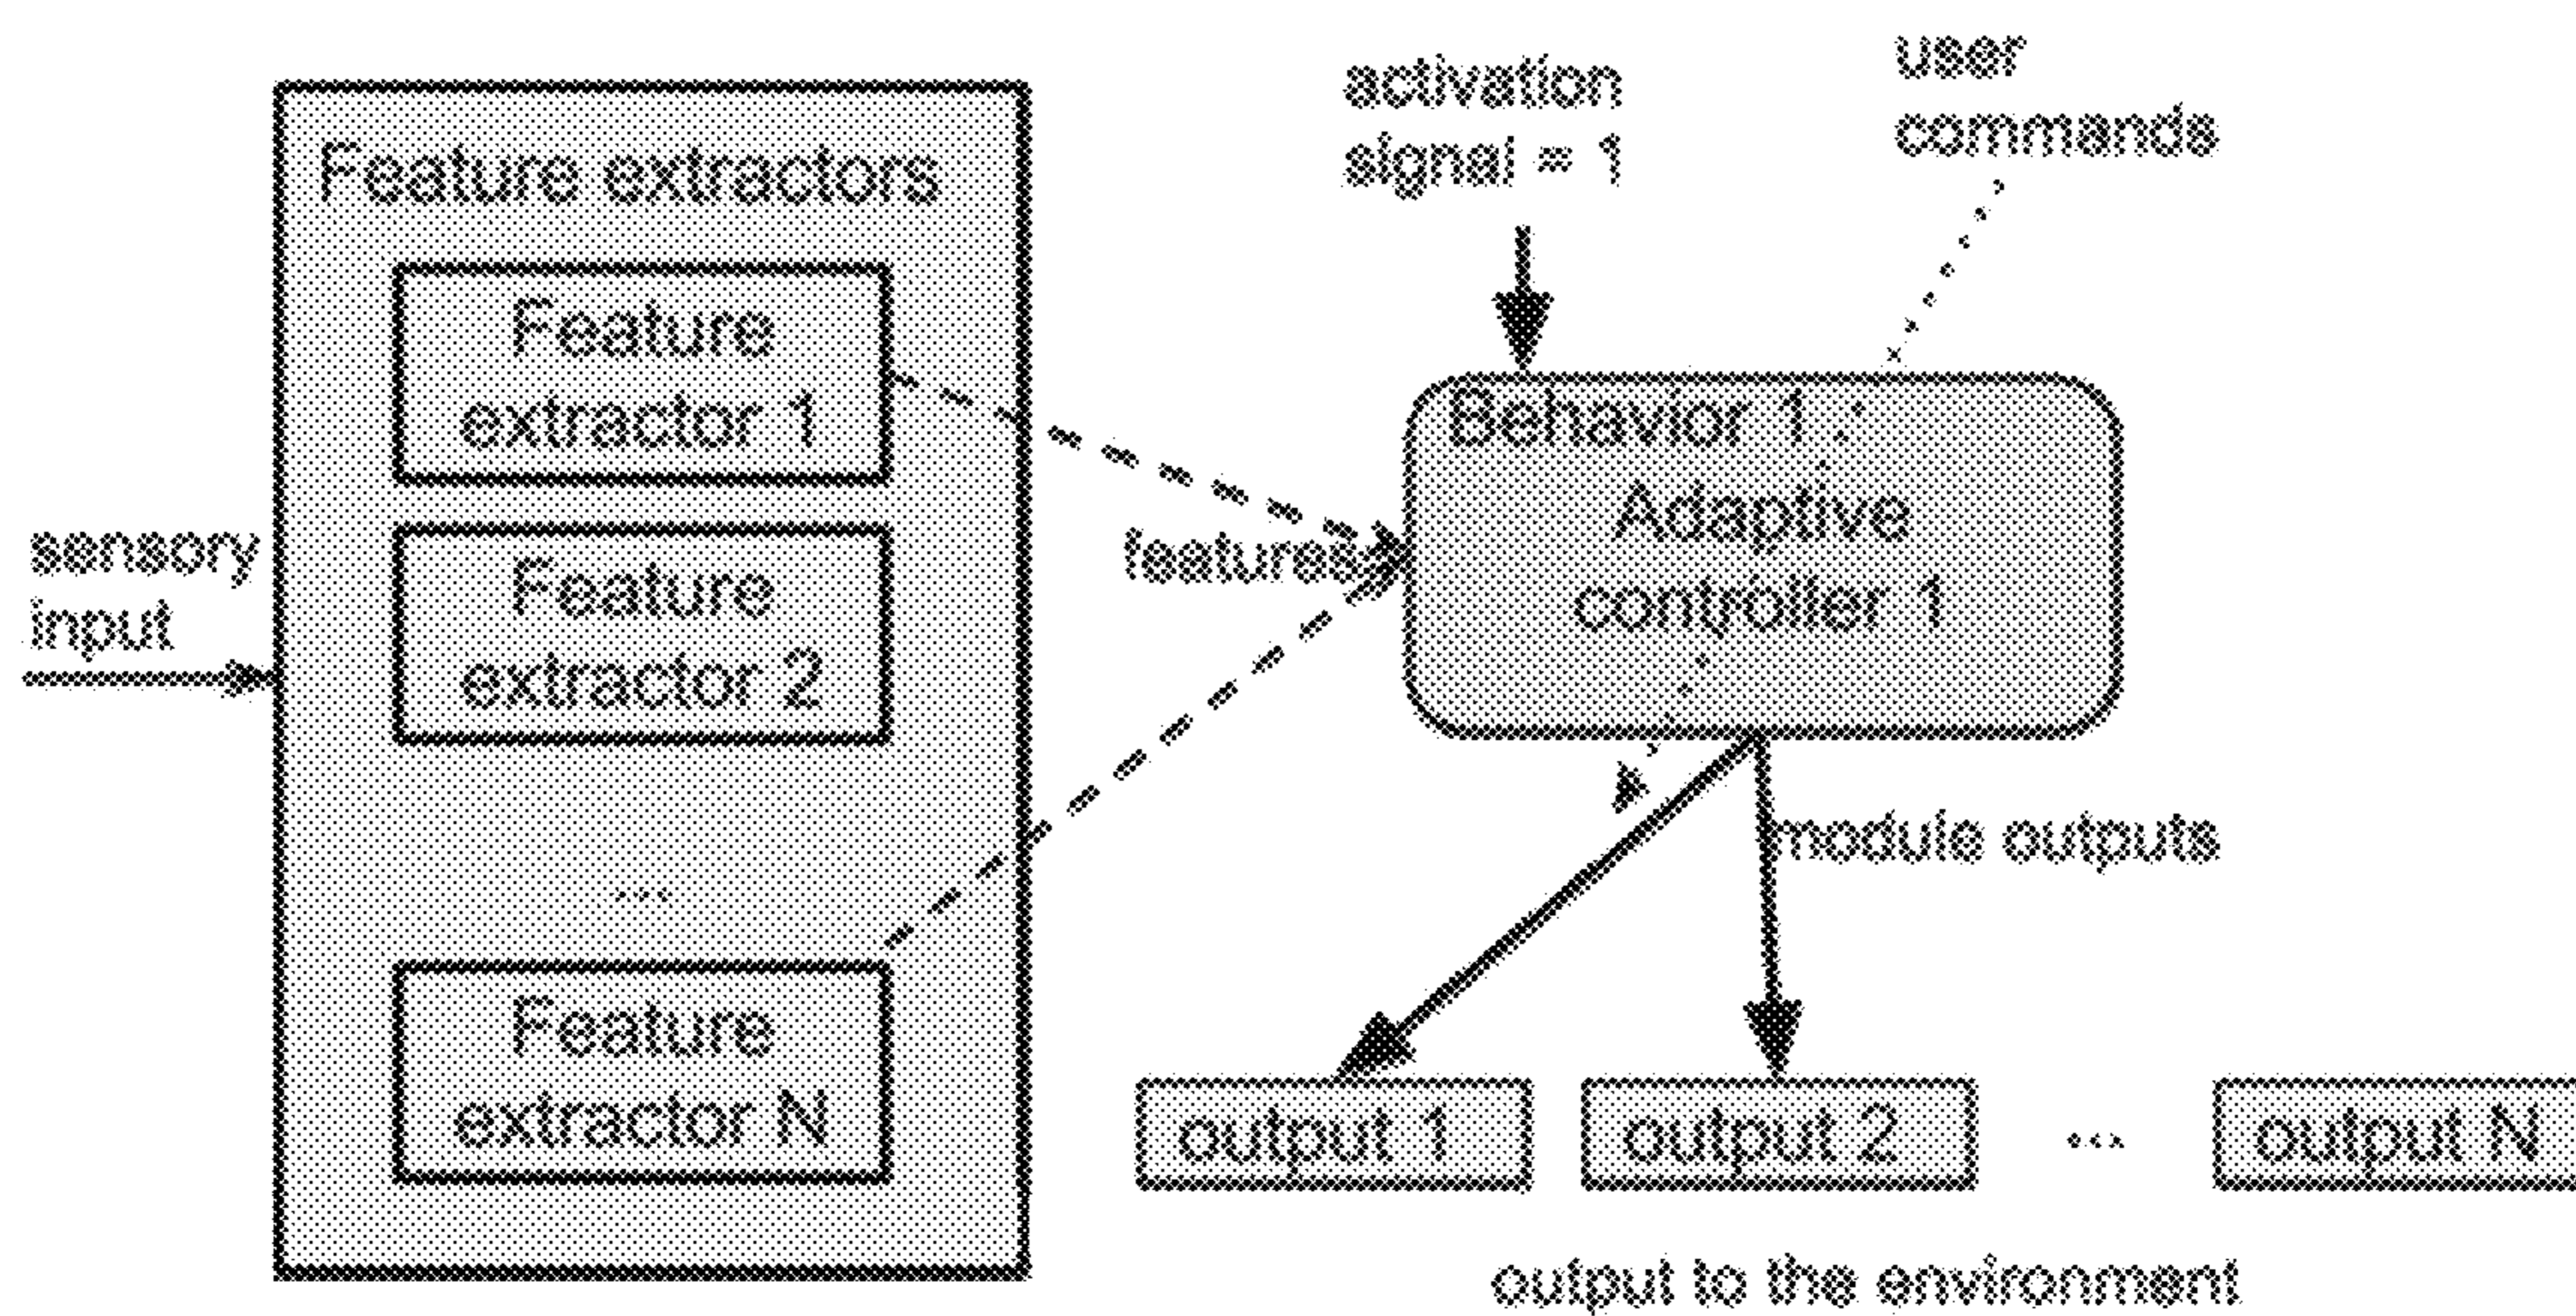 sensory
input
Feature extractors
Feature
extractor 1
Feature
extractor 2
...
Feature
extractor N
features
activation
signal = 1
user
commands
Behavior 1 :
Adaptive
controller 1
module outputs
output 1
output 2
...
output N
output to the environment